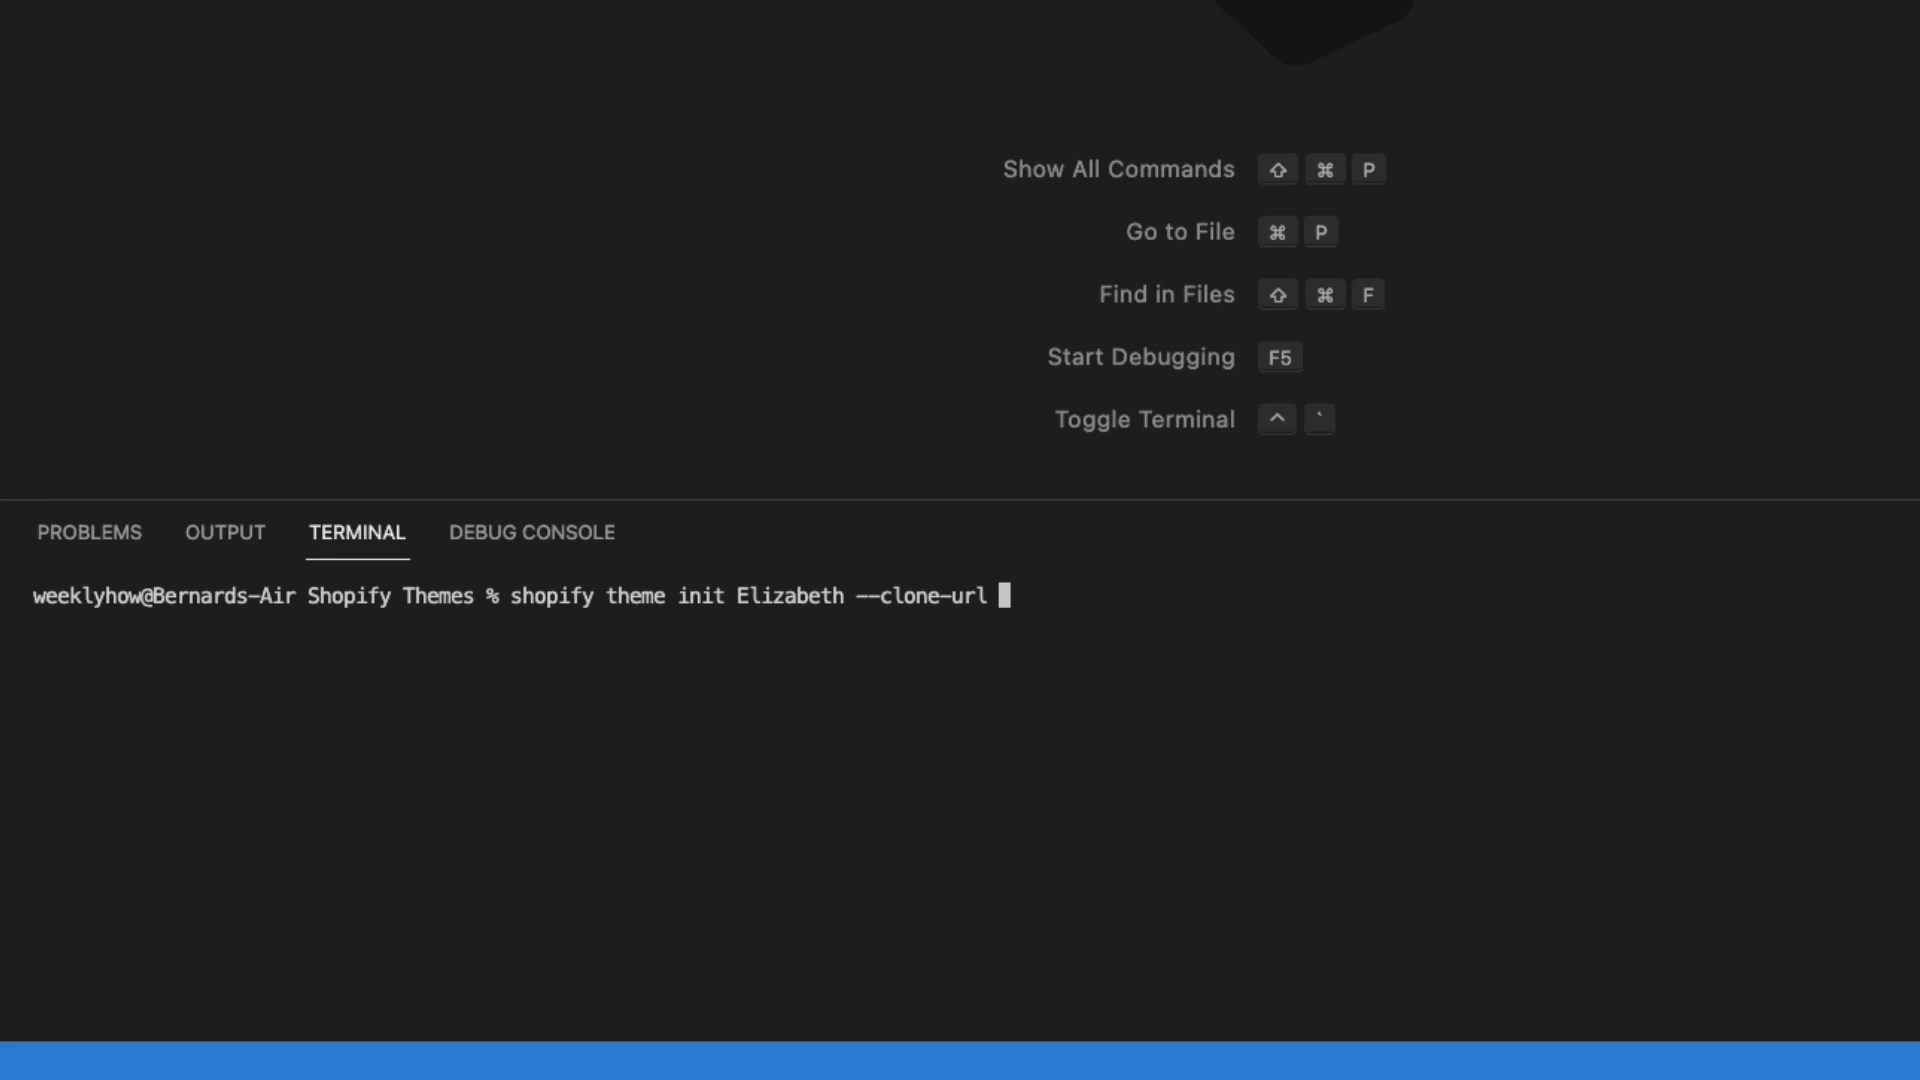 Show All Commands ⇧ ⌘ P
Go to File ⌘ P
Find in Files ⇧ ⌘ F
Start Debugging F5
Toggle Terminal ^ `
PROBLEMS OUTPUT TERMINAL DEBUG CONSOLE
weeklyhow@Bernards-Air Shopify Themes % shopify theme init Elizabeth --clone-url